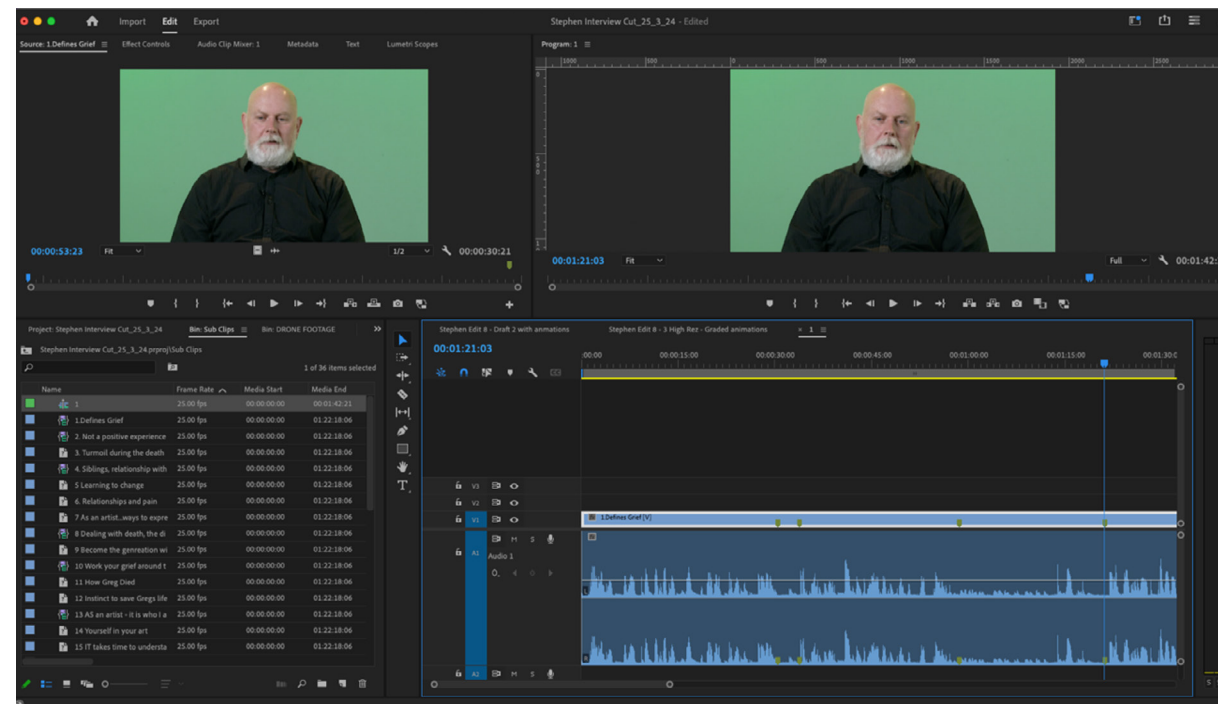 Import Edit Export Stephen Interview Cut_25_3_24 - Edited
Source: 1.Defines Grief Effect Controls Audio Clip Mixer: 1 Metadata Text Lumetri Scopes
Program: 1
1000 500 0 500 1000 1500 2000 2500
0
500
1
00:00:53:23 Fit 1/2 00:00:30:21
00:01:21:03 Fit Full 00:01:42:
Project: Stephen Interview Cut_25_3_24 Bin: Sub Clips Bin: DRONE FOOTAGE
Stephen Interview Cut_25_3_24.prproj\Sub Clips
1 of 36 items selected
Name Frame Rate Media Start Media End
1 25.00 fps 00:00:00:00 00:01:42:21
1.Defines Grief 25.00 fps 00:00:00:00 01:22:18:06
2. Not a positive experience 25.00 fps 00:00:00:00 01:22:18:06
3. Turmoil during the death 25.00 fps 00:00:00:00 01:22:18:06
4. Siblings, relationship with 25.00 fps 00:00:00:00 01:22:18:06
5 Learning to change 25.00 fps 00:00:00:00 01:22:18:06
6. Relationships and pain 25.00 fps 00:00:00:00 01:22:18:06
7 As an artist..ways to expre 25.00 fps 00:00:00:00 01:22:18:06
8 Dealing with death, the di 25.00 fps 00:00:00:00 01:22:18:06
9 Become the genreation wi 25.00 fps 00:00:00:00 01:22:18:06
10 Work your grief around t 25.00 fps 00:00:00:00 01:22:18:06
11 How Greg Died 25.00 fps 00:00:00:00 01:22:18:06
12 Instinct to save Gregs life 25.00 fps 00:00:00:00 01:22:18:06
13 AS an artist - it is who I a 25.00 fps 00:00:00:00 01:22:18:06
14 Yourself in your art 25.00 fps 00:00:00:00 01:22:18:06
15 IT takes time to understa 25.00 fps 00:00:00:00 01:22:18:06
T
Stephen Edit 8 - Draft 2 with anmations Stephen Edit 8 - 3 High Rez - Graded animations × 1
00:01:21:03
:00:00 00:00:15:00 00:00:30:00 00:00:45:00 00:01:00:00 00:01:15:00 00:01:30:0
V3
V2
V1 1.Defines Grief [V]
M S
A1 Audio 1
L
R
A2 M S
S